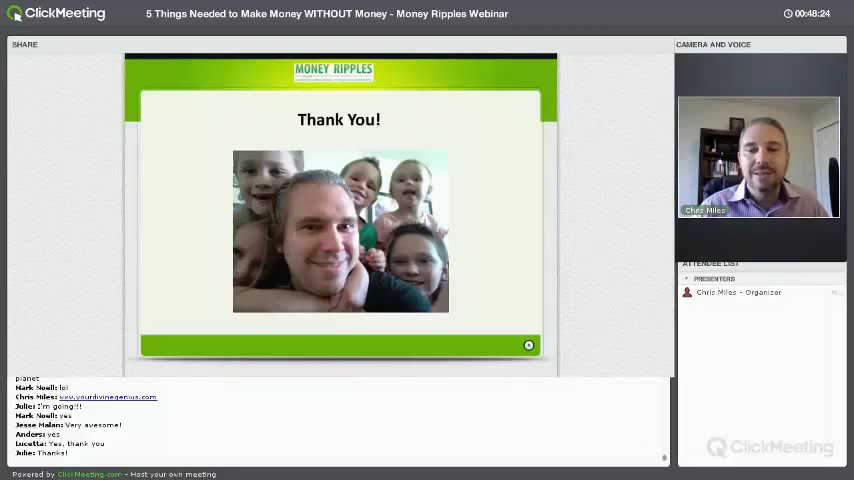 ClickMeeting
5 Things Needed to Make Money WITHOUT Money - Money Ripples Webinar
00:48:24
SHARE
CAMERA AND VOICE
MONEY RIPPLES
Thank You!
Chris Miles
ATTENDEE LIST
PRESENTERS
Chris Miles - Organizer
planet
Mark Noell: lol
Chris Miles: www.yourdivinegenius.com
Julie: I'm going!!!
Mark Noell: yes
Jesse Malan: Very awesome!
Anders: yes
Lucetta: Yes, thank you
Julie: Thanks!
ClickMeeting
Powered by ClickMeeting.com - Host your own meeting